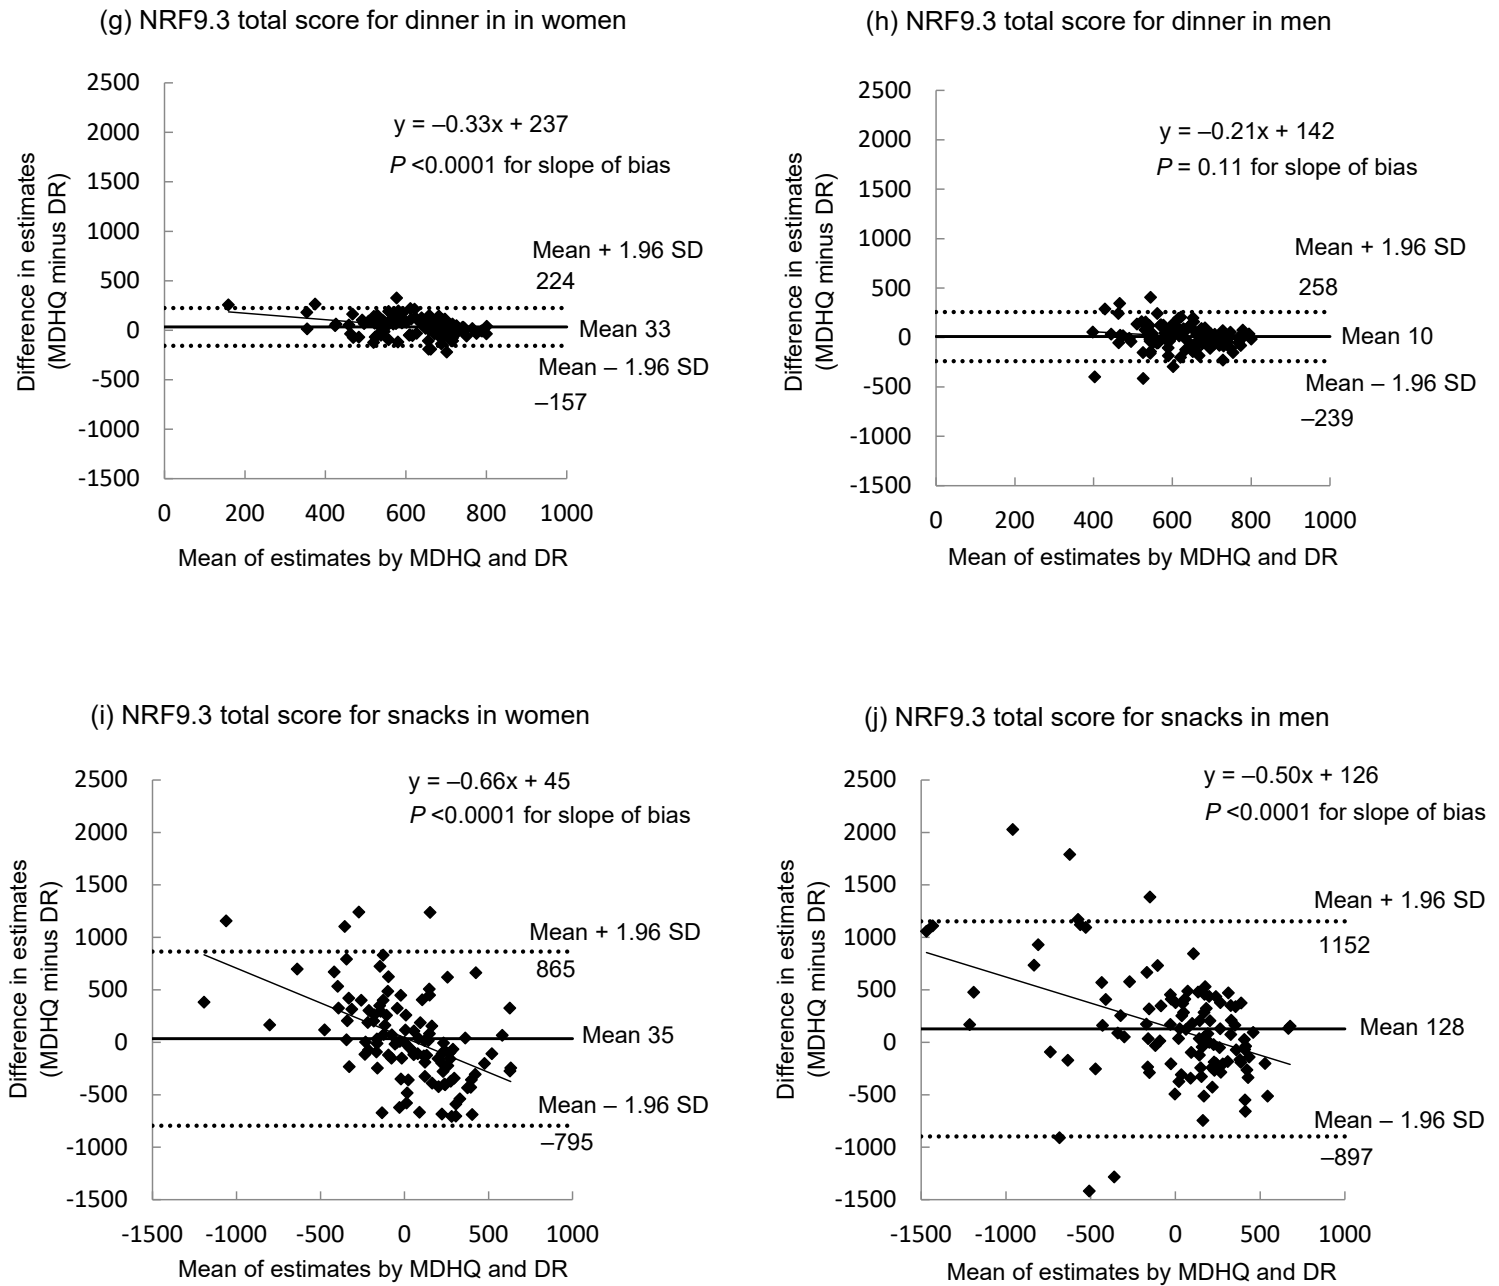 (g) NRF9.3 total score for dinner in in women
2500
2000
1500
1000
500
0
-500
-1000
-1500
Difference in estimates
(MDHQ minus DR)
y = –0.33x + 237
P <0.0001 for slope of bias
Mean + 1.96 SD
224
Mean 33
Mean – 1.96 SD
–157
0 200 400 600 800 1000
Mean of estimates by MDHQ and DR
(h) NRF9.3 total score for dinner in men
2500
2000
1500
1000
500
0
-500
-1000
-1500
Difference in estimates
(MDHQ minus DR)
y = –0.21x + 142
P = 0.11 for slope of bias
Mean + 1.96 SD
258
Mean 10
Mean – 1.96 SD
–239
0 200 400 600 800 1000
Mean of estimates by MDHQ and DR
(i) NRF9.3 total score for snacks in women
2500
2000
1500
1000
500
0
-500
-1000
-1500
Difference in estimates
(MDHQ minus DR)
y = –0.66x + 45
P <0.0001 for slope of bias
Mean + 1.96 SD
865
Mean 35
Mean – 1.96 SD
–795
-1500 -1000 -500 0 500 1000
Mean of estimates by MDHQ and DR
(j) NRF9.3 total score for snacks in men
2500
2000
1500
1000
500
0
-500
-1000
-1500
Difference in estimates
(MDHQ minus DR)
y = –0.50x + 126
P <0.0001 for slope of bias
Mean + 1.96 SD
1152
Mean 128
Mean – 1.96 SD
–897
-1500 -1000 -500 0 500 1000
Mean of estimates by MDHQ and DR